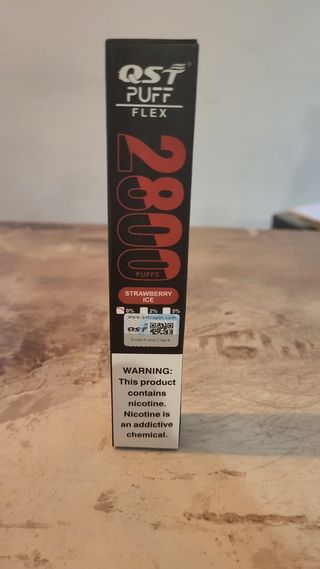 QST®
PUFF
FLEX
2800
PUFFS
STRAWBERRY
ICE
0% 2% 5%
www.qstvapor.com
QST
Scratch and Check
WARNING:
This product
contains
nicotine.
Nicotine is
an addictive
chemical.